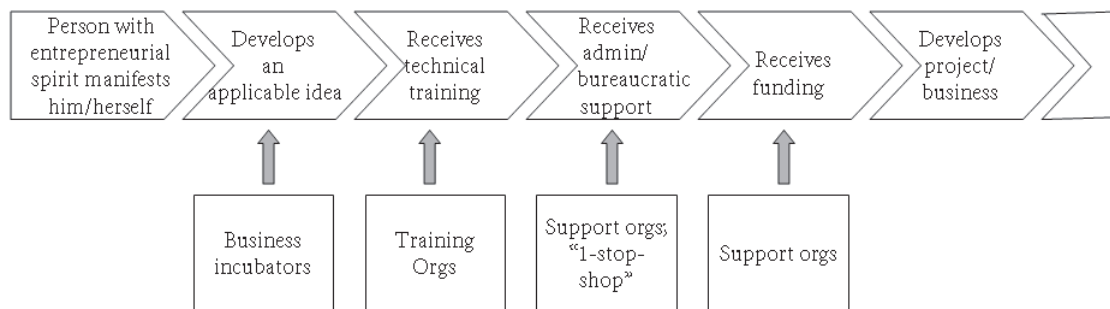 Person with
entrepreneurial
spirit manifests
him/herself
Develops
an
applicable idea
Receives
technical
training
Receives
admin/
bureaucratic
support
Receives
funding
Develops
project/
business
Business
incubators
Training
Orgs
Support orgs;
“1-stop-
shop”
Support orgs